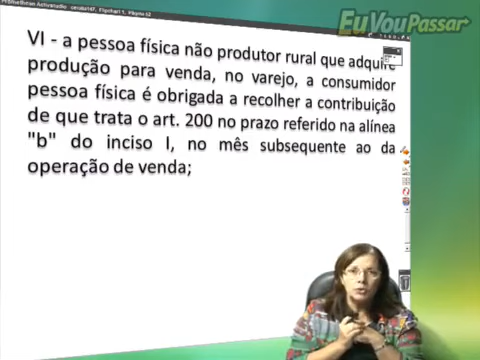 EuVouPassar
VI - a pessoa física não produtor rural que adquire
produção para venda, no varejo, a consumidor
pessoa física é obrigada a recolher a contribuição
de que trata o art. 200 no prazo referido na alínea
"b" do inciso I, no mês subsequente ao da
operação de venda;